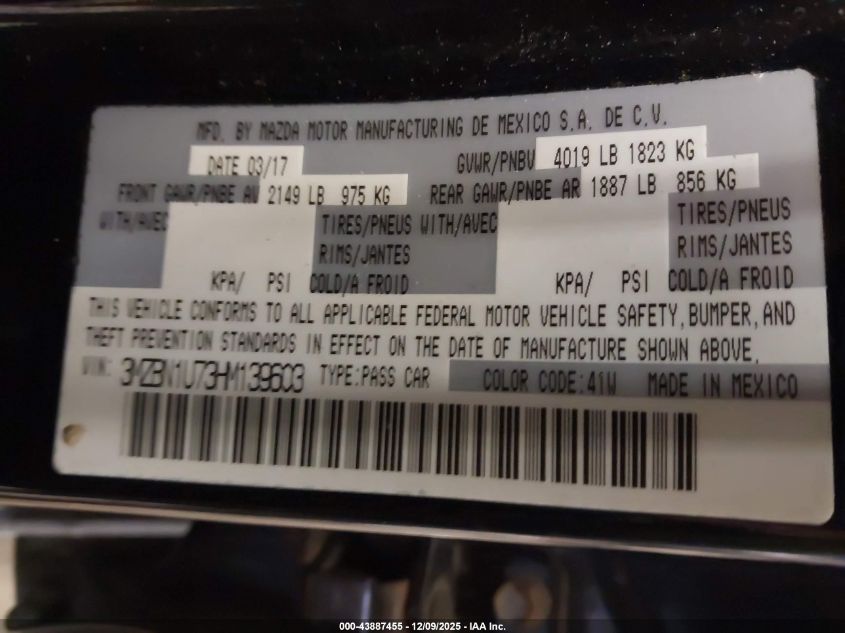 MFD. BY MAZDA MOTOR MANUFACTURING DE MEXICO S.A. DE C.V.
DATE 03/17 GVWR/PNBV 4019 LB 1823 KG
FRONT GAWR/PNBE AV 2149 LB 975 KG REAR GAWR/PNBE AR 1887 LB 856 KG
WITH/AVEC TIRES/PNEUS WITH/AVEC TIRES/PNEUS
RIMS/JANTES RIMS/JANTES
KPA/ PSI COLD/A FROID KPA/ PSI COLD/A FROID
THIS VEHICLE CONFORMS TO ALL APPLICABLE FEDERAL MOTOR VEHICLE SAFETY, BUMPER, AND
THEFT PREVENTION STANDARDS IN EFFECT ON THE DATE OF MANUFACTURE SHOWN ABOVE.
VIN: 3MZBN1U73HM139603 TYPE:PASS CAR COLOR CODE:41W MADE IN MEXICO
000-43887455 - 12/09/2025 - IAA Inc.